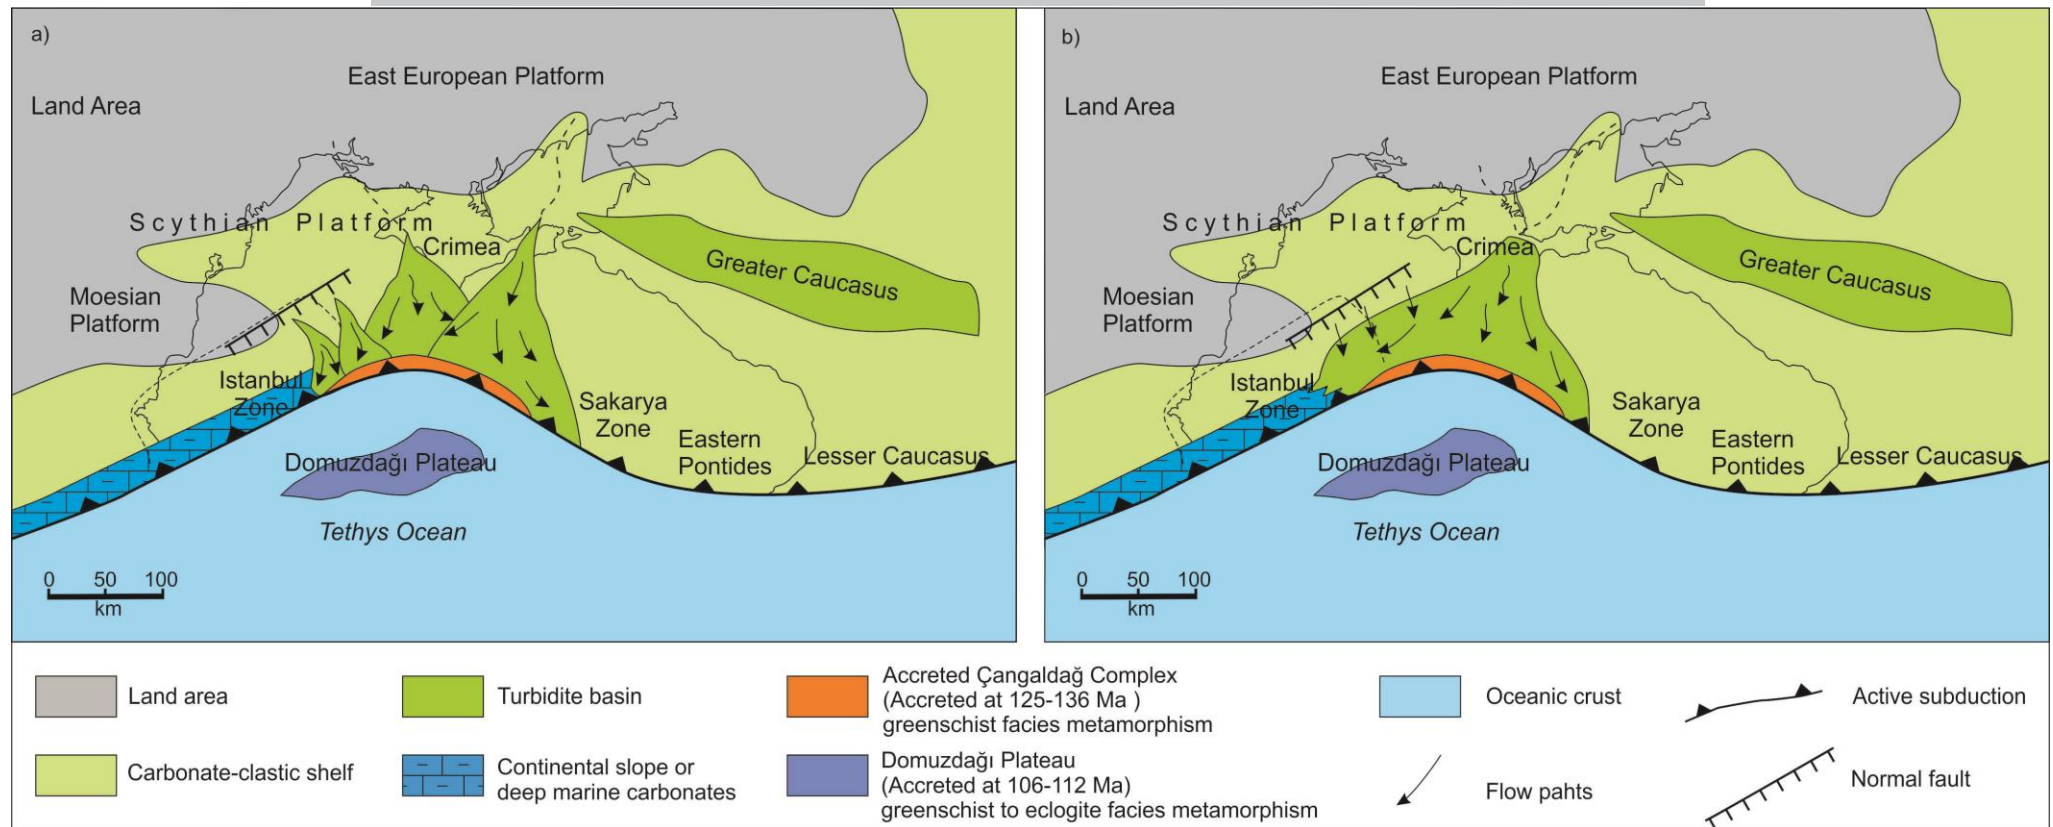 a)
East European Platform
Land Area
Scythian Platform
Crimea
Greater Caucasus
Moesian
Platform
Istanbul
Zone
Sakarya
Zone
Eastern
Pontides
Lesser Caucasus
Domuzdağı Plateau
Tethys Ocean
0 50 100
km
b)
East European Platform
Land Area
Scythian Platform
Crimea
Greater Caucasus
Moesian
Platform
Istanbul
Zone
Sakarya
Zone
Eastern
Pontides
Lesser Caucasus
Domuzdağı Plateau
Tethys Ocean
0 50 100
km
Land area
Carbonate-clastic shelf
Turbidite basin
Continental slope or
deep marine carbonates
Accreted Çangaldağ Complex
(Accreted at 125-136 Ma )
greenschist facies metamorphism
Domuzdağı Plateau
(Accreted at 106-112 Ma)
greenschist to eclogite facies metamorphism
Oceanic crust
Flow pahts
Active subduction
Normal fault